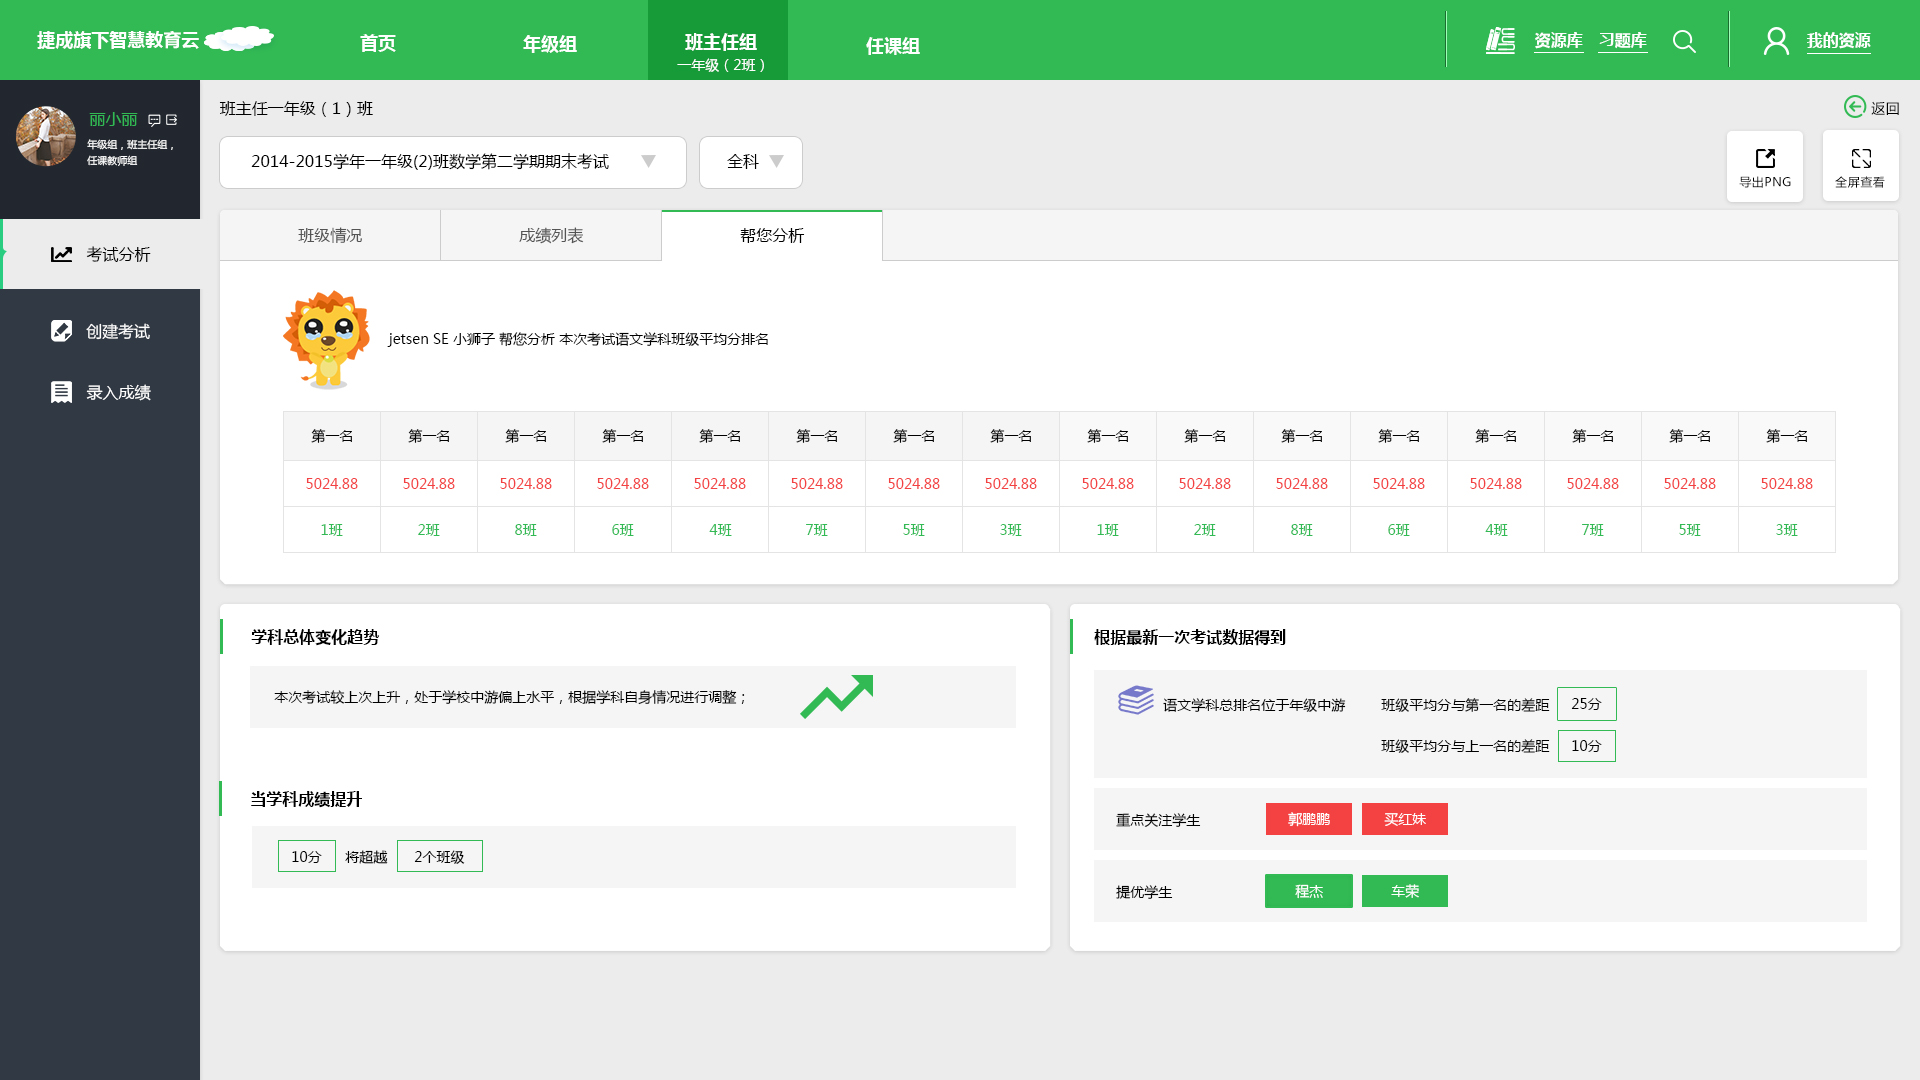 捷成旗下智慧教育云
首页
年级组
班主任组
一年级（2班）
任课组
资源库
习题库
我的资源
丽小丽
年级组，班主任组，
任课教师组
考试分析
创建考试
录入成绩
班主任一年级（1）班
返回
2014-2015学年一年级(2)班数学第二学期期末考试
全科
导出PNG
全屏查看
班级情况
成绩列表
帮您分析
jetsen SE 小狮子 帮您分析 本次考试语文学科班级平均分排名
第一名 第一名 第一名 第一名 第一名 第一名 第一名 第一名 第一名 第一名 第一名 第一名 第一名 第一名 第一名 第一名
5024.88 5024.88 5024.88 5024.88 5024.88 5024.88 5024.88 5024.88 5024.88 5024.88 5024.88 5024.88 5024.88 5024.88 5024.88 5024.88
1班 2班 8班 6班 4班 7班 5班 3班 1班 2班 8班 6班 4班 7班 5班 3班
学科总体变化趋势
本次考试较上次上升，处于学校中游偏上水平，根据学科自身情况进行调整；
当学科成绩提升
10分 将超越 2个班级
根据最新一次考试数据得到
语文学科总排名位于年级中游 班级平均分与第一名的差距 25分
班级平均分与上一名的差距 10分
重点关注学生 郭鹏鹏 买红妹
提优学生 程杰 车荣